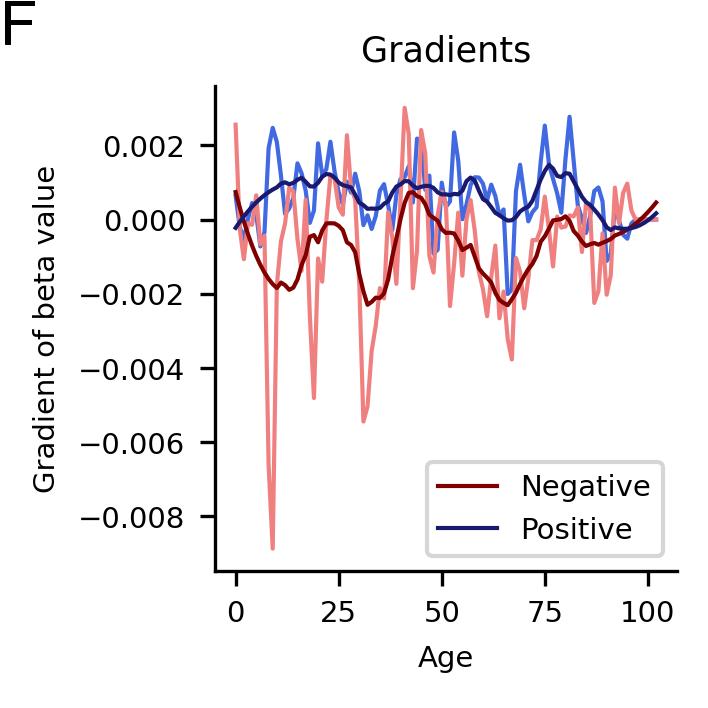 F
Gradients
0.002
0.000
−0.002
−0.004
−0.006
−0.008
Gradient of beta value
Negative
Positive
0 25 50 75 100
Age